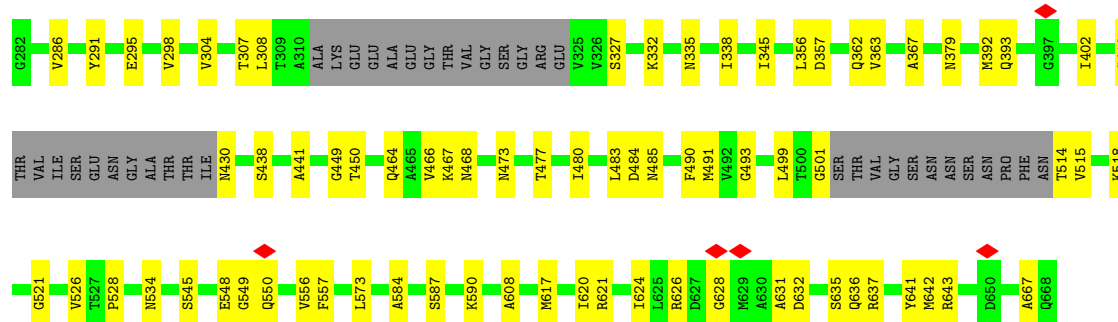 G282 V286 Y291 E295 V298 V304 T307 L308 T309 A310 ALA LYS GLU GLU ALA GLU GLY THR VAL GLY SER GLY ARG GLU V325 V326 S327 K332 N335 I338 I345 L356 D357 Q362 V363 A367 N379 M392 Q393 G397 I402
THR VAL ILE SER GLU ASN GLY ALA THR THR ILE N430 S438 A441 G449 T450 Q464 A465 V466 K467 N468 N473 T477 I480 L483 D484 N485 F490 M491 V492 G493 L499 T500 G501 SER THR VAL GLY SER ASN ASN SER ASN PRO PHE ASN T514 V515 K518
G521 V526 T527 P528 N534 S545 E548 G549 Q550 V556 F557 L573 A584 S587 K590 A608 M617 I620 R621 I624 L625 R626 D627 G628 M629 A630 A631 D632 S635 Q636 R637 Y641 M642 R643 D650 A667 Q668